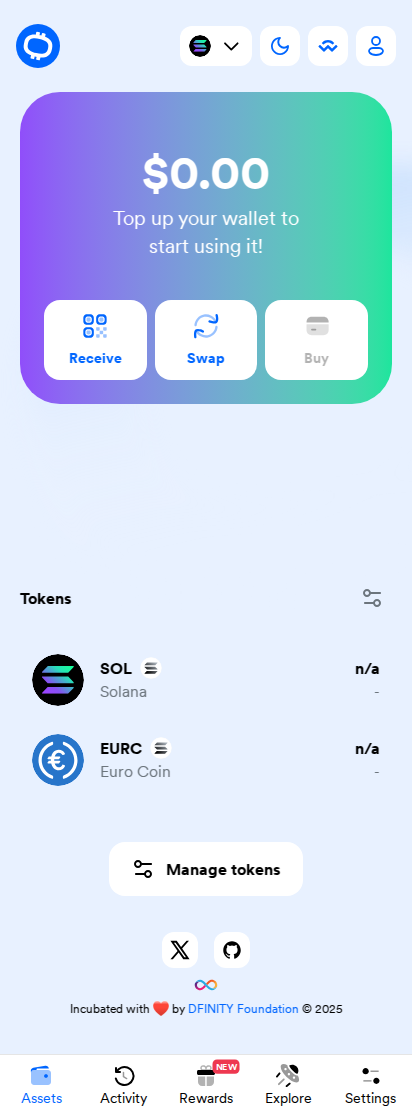 $0.00
Top up your wallet to
start using it!
Receive
Swap
Buy
Tokens
SOL
n/a
Solana
-
EURC
n/a
Euro Coin
-
Manage tokens
Incubated with ❤️ by DFINITY Foundation © 2025
NEW
Assets
Activity
Rewards
Explore
Settings